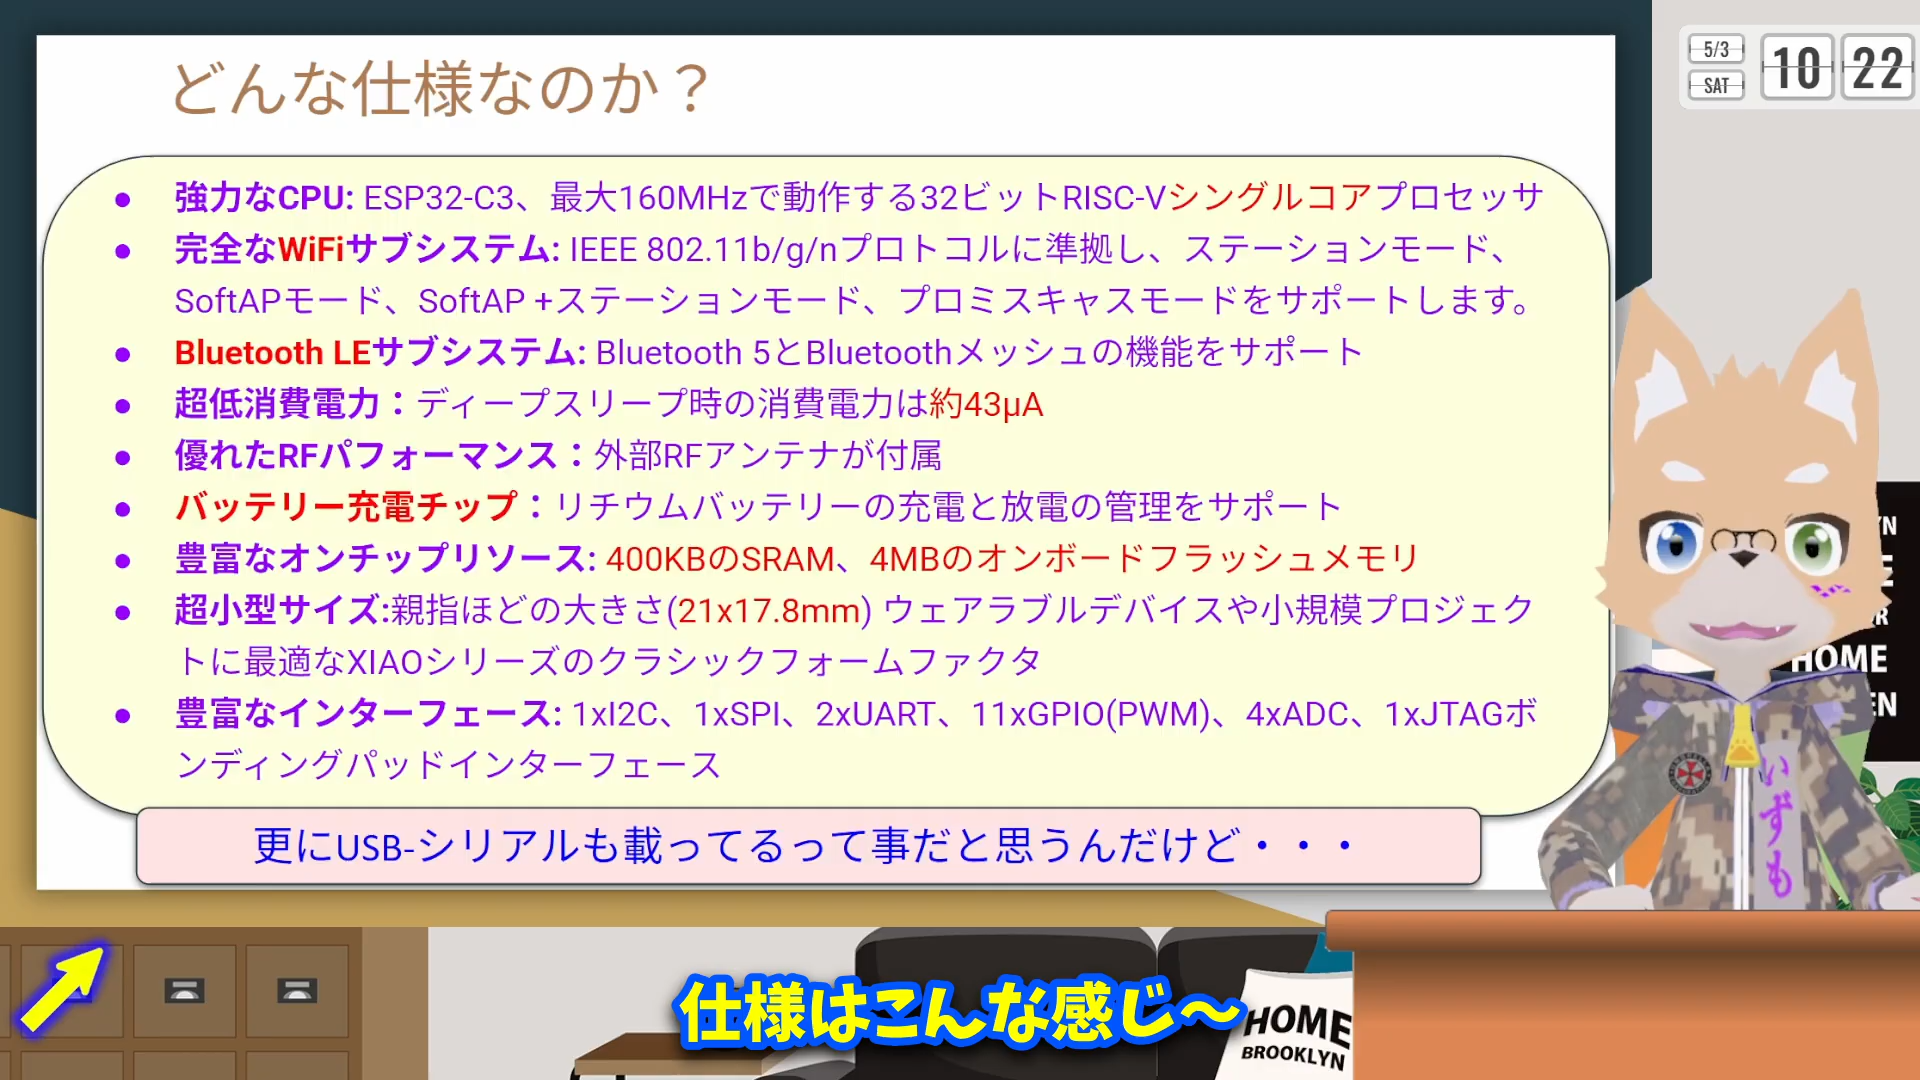 どんな仕様なのか？
5/3
SAT
10 22
● 強力なCPU: ESP32-C3、最大160MHzで動作する32ビットRISC-Vシングルコアプロセッサ
● 完全なWiFiサブシステム: IEEE 802.11b/g/nプロトコルに準拠し、ステーションモード、
SoftAPモード、SoftAP +ステーションモード、プロミスキャスモードをサポートします。
● Bluetooth LEサブシステム: Bluetooth 5とBluetoothメッシュの機能をサポート
● 超低消費電力：ディープスリープ時の消費電力は約43μA
● 優れたRFパフォーマンス：外部RFアンテナが付属
● バッテリー充電チップ：リチウムバッテリーの充電と放電の管理をサポート
● 豊富なオンチップリソース: 400KBのSRAM、4MBのオンボードフラッシュメモリ
● 超小型サイズ:親指ほどの大きさ(21x17.8mm) ウェアラブルデバイスや小規模プロジェク
トに最適なXIAOシリーズのクラシックフォームファクタ
● 豊富なインターフェース: 1xI2C、1xSPI、2xUART、11xGPIO(PWM)、4xADC、1xJTAGボ
ンディングパッドインターフェース
更にUSB-シリアルも載ってるって事だと思うんだけど・・・
HOME
いずも
仕様はこんな感じ～
HOME
BROOKLYN